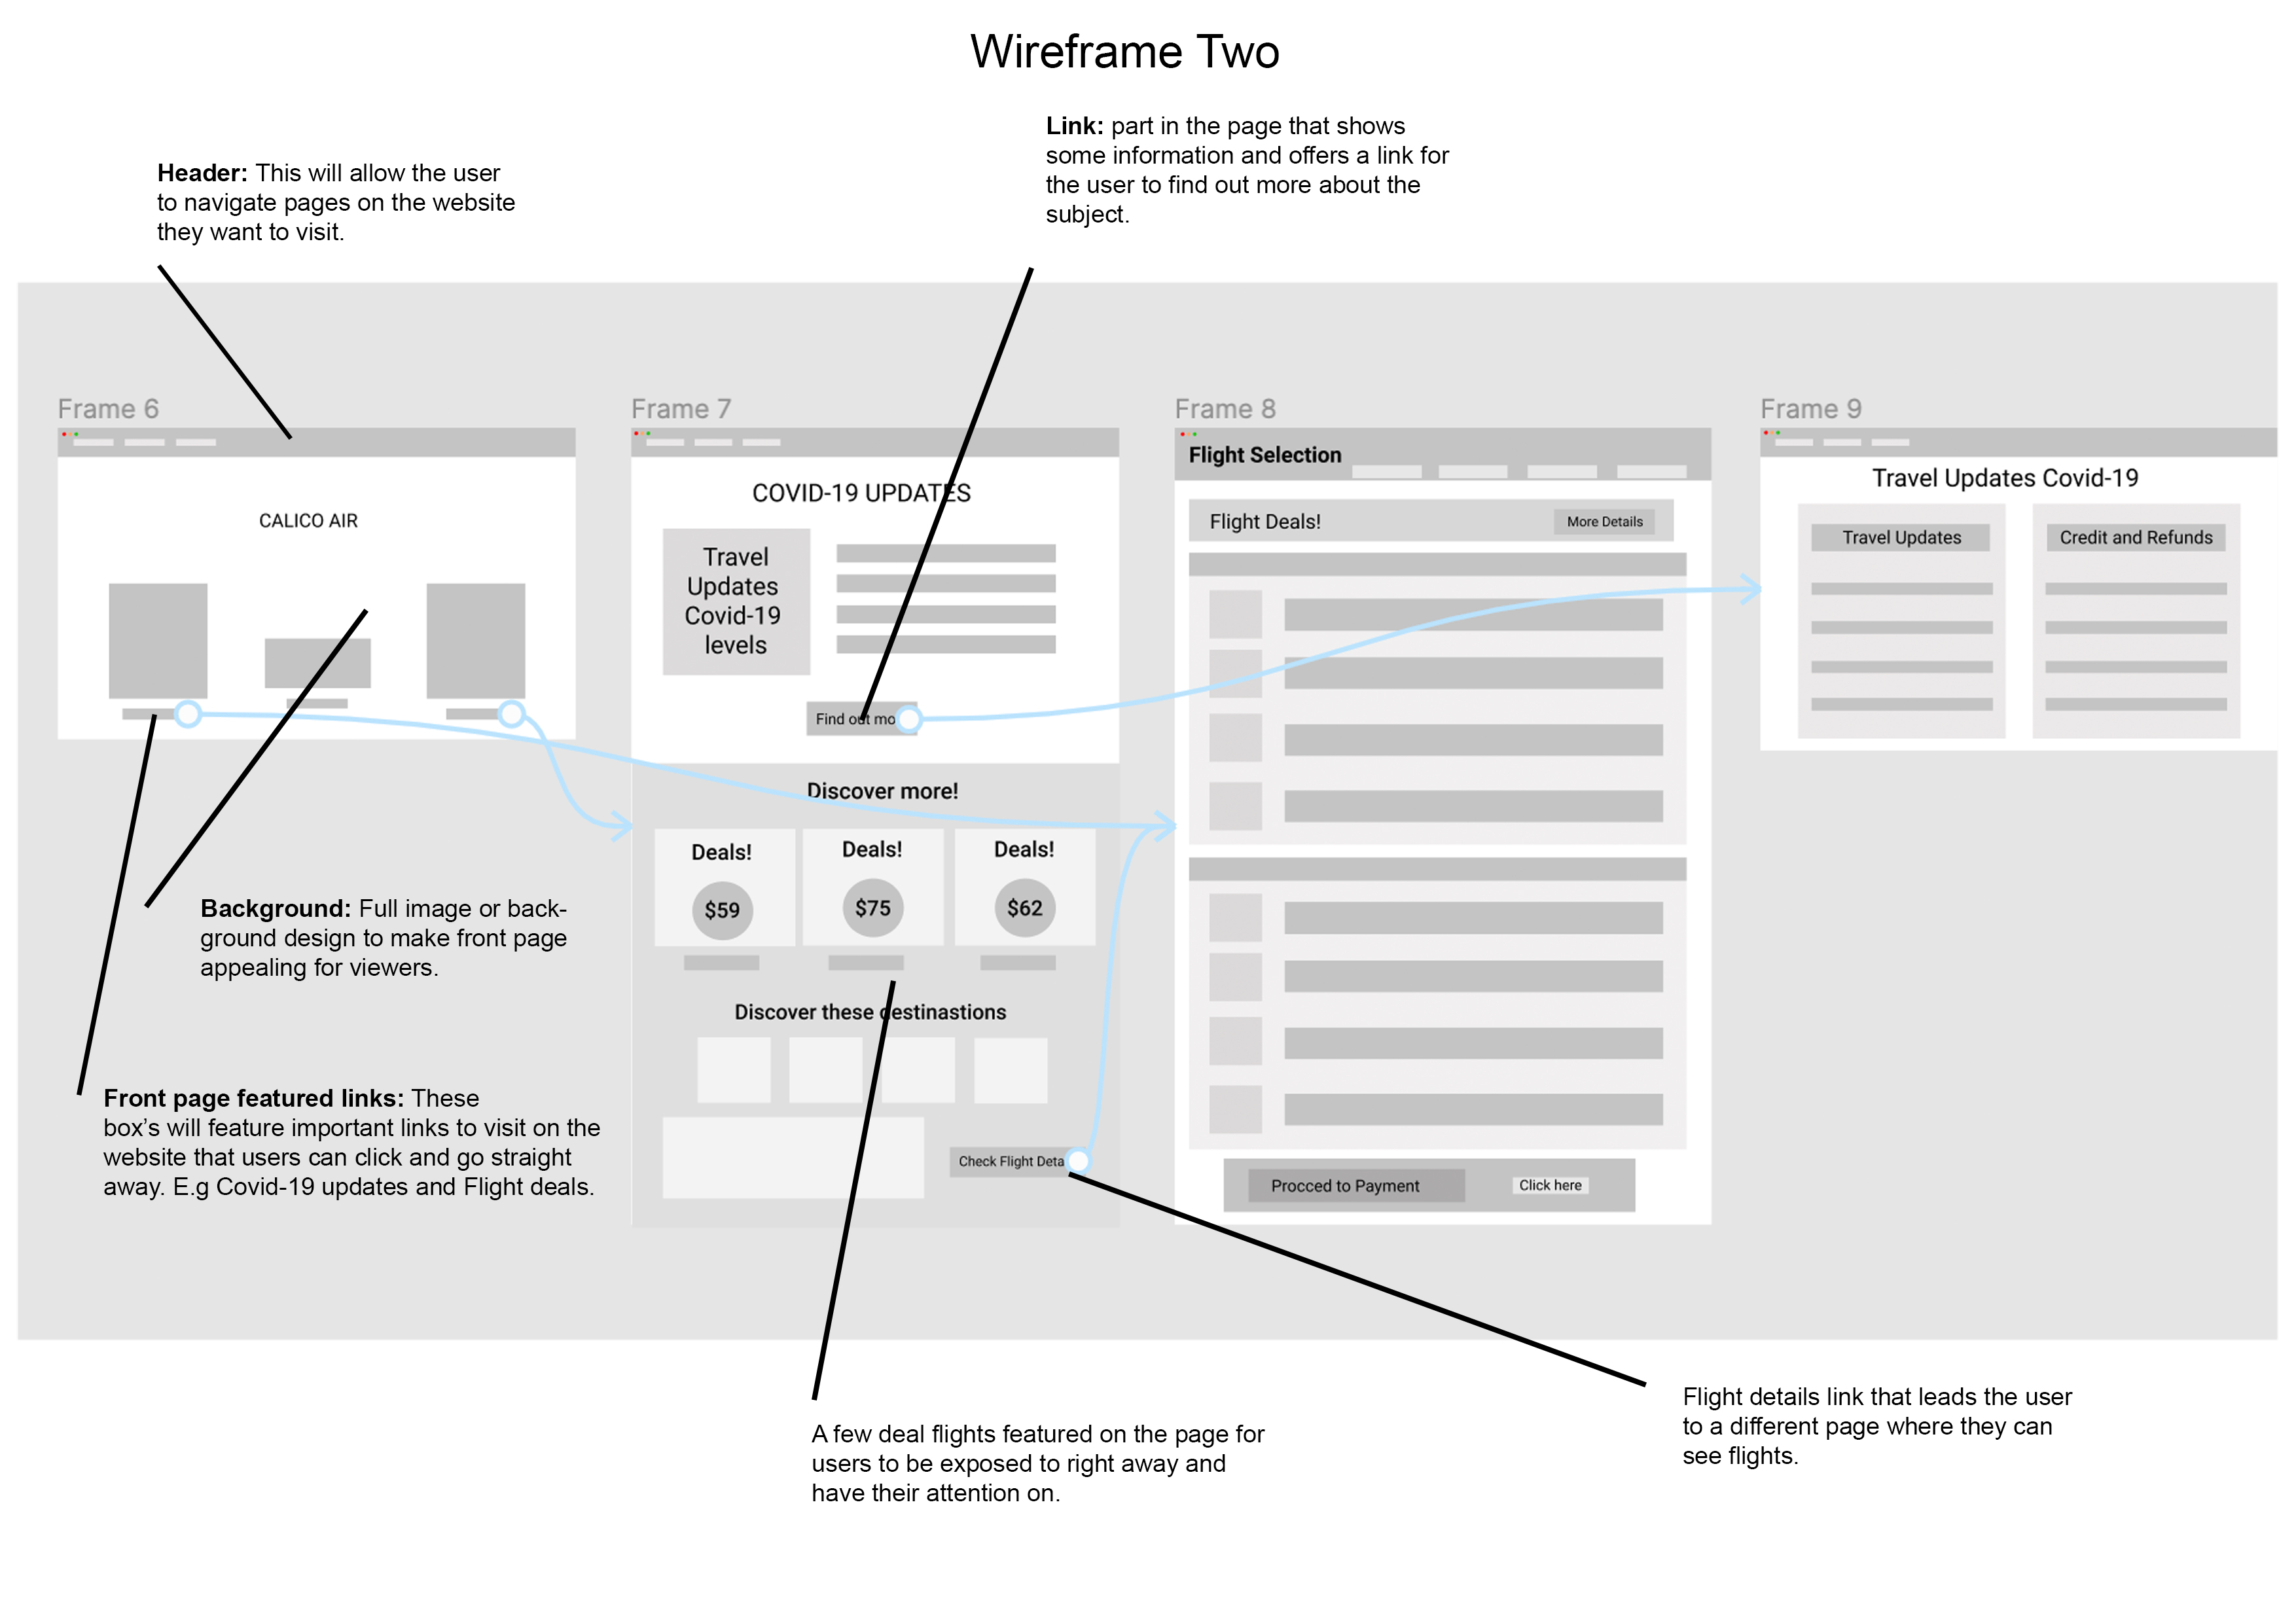 Wireframe Two
Link: part in the page that shows
some information and offers a link for
the user to find out more about the
subject.
Header: This will allow the user
to navigate pages on the website
they want to visit.
Frame 6
CALICO AIR
Frame 7
COVID-19 UPDATES
Travel
Updates
Covid-19
levels
Find out mo
Discover more!
Deals!
$59
Deals!
$75
Deals!
$62
Discover these destinastions
Check Flight Deta
Frame 8
Flight Selection
Flight Deals!
More Details
Procced to Payment
Click here
Frame 9
Travel Updates Covid-19
Travel Updates
Credit and Refunds
Background: Full image or back-
ground design to make front page
appealing for viewers.
Front page featured links: These
box's will feature important links to visit on the
website that users can click and go straight
away. E.g Covid-19 updates and Flight deals.
A few deal flights featured on the page for
users to be exposed to right away and
have their attention on.
Flight details link that leads the user
to a different page where they can
see flights.